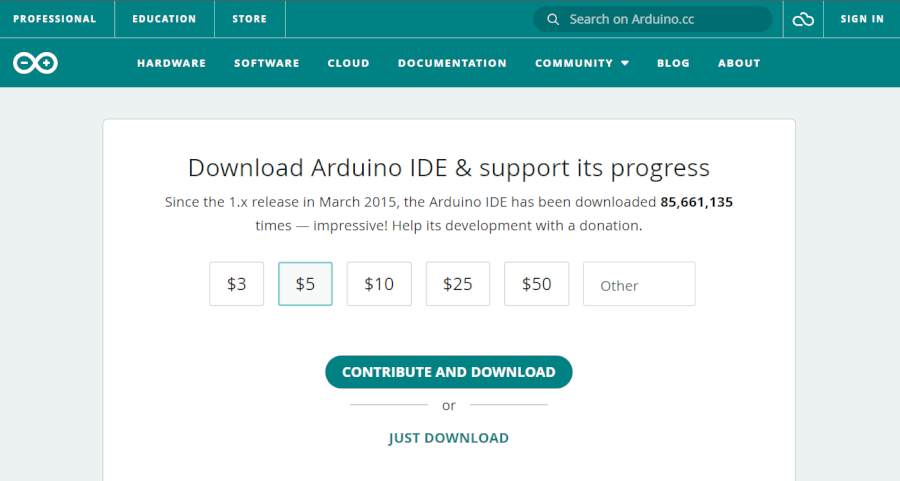 PROFESSIONAL EDUCATION STORE Search on Arduino.cc SIGN IN
HARDWARE SOFTWARE CLOUD DOCUMENTATION COMMUNITY BLOG ABOUT
Download Arduino IDE & support its progress
Since the 1.x release in March 2015, the Arduino IDE has been downloaded 85,661,135
times — impressive! Help its development with a donation.
$3 $5 $10 $25 $50 Other
CONTRIBUTE AND DOWNLOAD
or
JUST DOWNLOAD